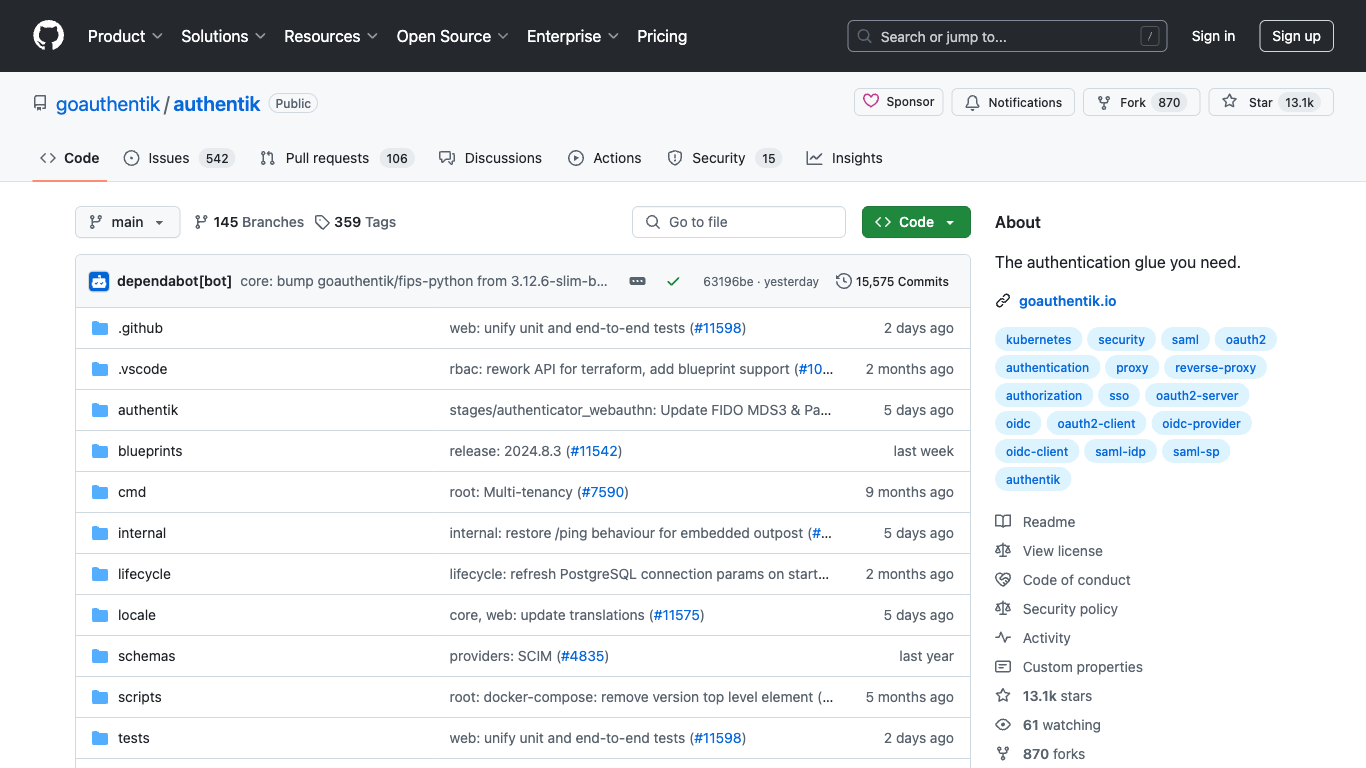 Product Solutions Resources Open Source Enterprise Pricing Search or jump to... / Sign in Sign up
goauthentik / authentik Public Sponsor Notifications Fork 870 Star 13.1k
Code Issues 542 Pull requests 106 Discussions Actions Security 15 Insights
main 145 Branches 359 Tags Go to file Code
dependabot[bot] core: bump goauthentik/fips-python from 3.12.6-slim-b... 63196be · yesterday 15,575 Commits
.github web: unify unit and end-to-end tests (#11598) 2 days ago
.vscode rbac: rework API for terraform, add blueprint support (#10... 2 months ago
authentik stages/authenticator_webauthn: Update FIDO MDS3 & Pa... 5 days ago
blueprints release: 2024.8.3 (#11542) last week
cmd root: Multi-tenancy (#7590) 9 months ago
internal internal: restore /ping behaviour for embedded outpost (#... 5 days ago
lifecycle lifecycle: refresh PostgreSQL connection params on start... 2 months ago
locale core, web: update translations (#11575) 5 days ago
schemas providers: SCIM (#4835) last year
scripts root: docker-compose: remove version top level element (... 5 months ago
tests web: unify unit and end-to-end tests (#11598) 2 days ago
About
The authentication glue you need.
goauthentik.io
kubernetes security saml oauth2
authentication proxy reverse-proxy
authorization sso oauth2-server
oidc oauth2-client oidc-provider
oidc-client saml-idp saml-sp
authentik
Readme
View license
Code of conduct
Security policy
Activity
Custom properties
13.1k stars
61 watching
870 forks